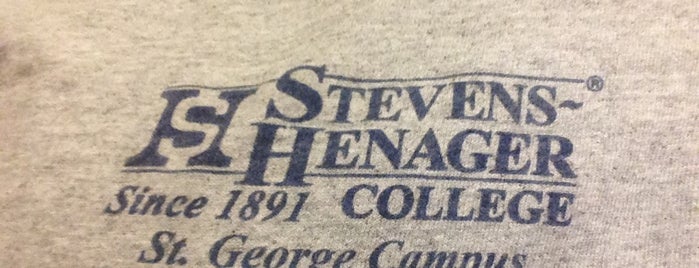 SH STEVENS~®
HENAGER
Since 1891 COLLEGE
St. George Campus